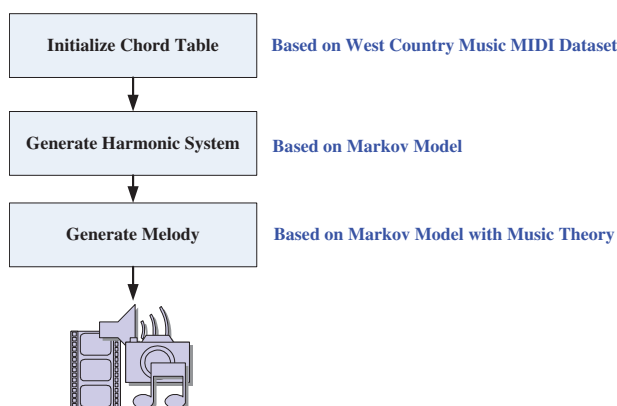 Initialize Chord Table
Based on West Country Music MIDI Dataset
Generate Harmonic System
Based on Markov Model
Generate Melody
Based on Markov Model with Music Theory